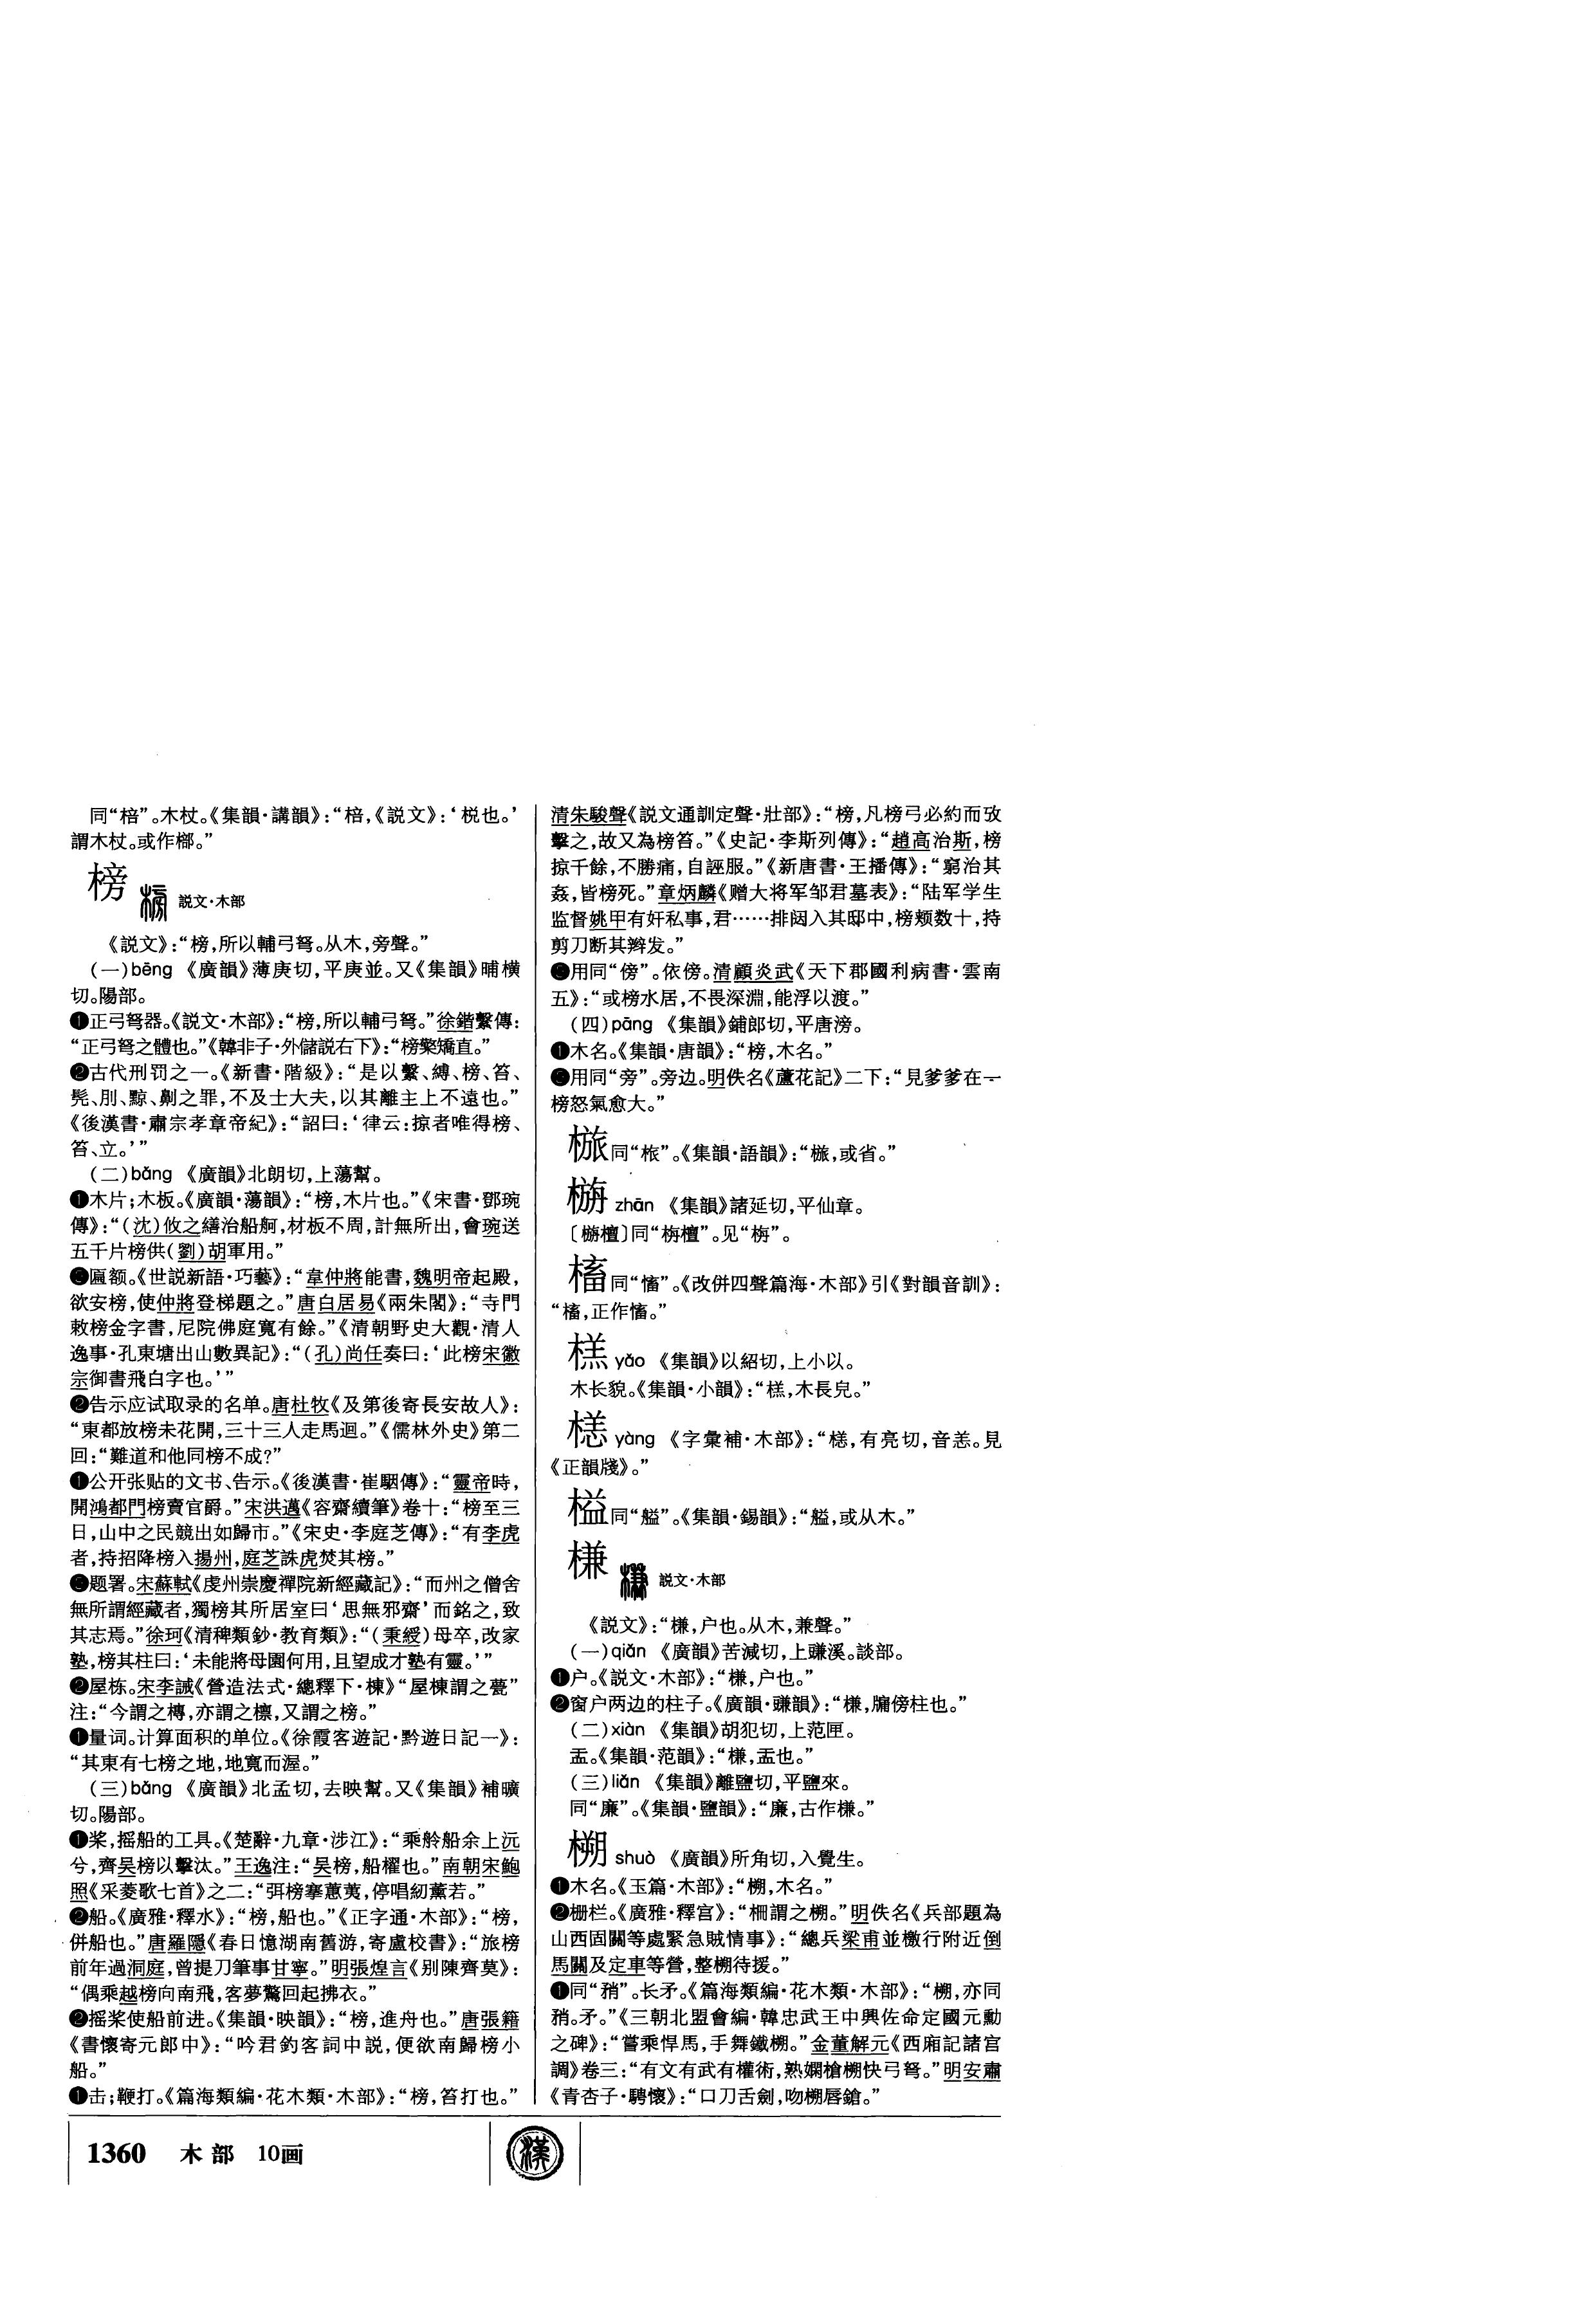 同“棓”。木杖。《集韻·講韻》：“棓，《説文》：‘棁也。’
謂木杖。或作㭋。”
榜 説文·木部
《説文》：“榜，所以輔弓弩。从木，旁聲。”
（一）bēng 《廣韻》薄庚切，平庚並。又《集韻》晡横
切。陽部。
❶正弓弩器。《説文·木部》：“榜，所以輔弓弩。”徐鍇繫傳：
“正弓弩之體也。”《韓非子·外儲説右下》：“榜檠矯直。”
❷古代刑罚之一。《新書·階級》：“是以繫、縛、榜、笞、
髡、刖、黥、劓之罪，不及士大夫，以其離主上不遠也。”
《後漢書·肅宗孝章帝紀》：“詔曰：‘律云：掠者唯得榜、
笞、立。’”
（二）bǎng 《廣韻》北朗切，上蕩幫。
❶木片；木板。《廣韻·蕩韻》：“榜，木片也。”《宋書·鄧琬
傳》：“（沈）攸之繕治船舸，材板不周，計無所出，會琬送
五千片榜供（劉）胡軍用。”
匾额。《世説新語·巧藝》：“韋仲將能書，魏明帝起殿，
欲安榜，使仲將登梯題之。”唐白居易《兩朱閣》：“寺門
敕榜金字書，尼院佛庭寬有餘。”《清朝野史大觀·清人
逸事·孔東塘出山數異記》：“（孔）尚任奏曰：‘此榜宋徽
宗御書飛白字也。’”
❷告示应试取录的名单。唐杜牧《及第後寄長安故人》：
“東都放榜未花開，三十三人走馬迴。”《儒林外史》第二
回：“難道和他同榜不成？”
❶公开张贴的文书、告示。《後漢書·崔駰傳》：“靈帝時，
開鴻都門榜賣官爵。”宋洪邁《容齋續筆》卷十：“榜至三
日，山中之民競出如歸市。”《宋史·李庭芝傳》：“有李虎
者，持招降榜入揚州，庭芝誅虎焚其榜。”
题署。宋蘇軾《虔州崇慶禪院新經藏記》：“而州之僧舍
無所謂經藏者，獨榜其所居室曰‘思無邪齋’而銘之，致
其志焉。”徐珂《清稗類鈔·教育類》：“（秉綬）母卒，改家
塾，榜其柱曰：‘未能將母園何用，且望成才塾有靈。’”
❷屋栋。宋李誡《營造法式·總釋下·棟》“屋棟謂之甍”
注：“今謂之槫，亦謂之檁，又謂之榜。”
❶量词。计算面积的单位。《徐霞客遊記·黔遊日記一》：
“其東有七榜之地，地寬而渥。”
（三）bǎng 《廣韻》北孟切，去映幫。又《集韻》補曠
切。陽部。
❶桨，摇船的工具。《楚辭·九章·涉江》：“乘舲船余上沅
兮，齊吴榜以擊汰。”王逸注：“吴榜，船櫂也。”南朝宋鮑
照《采菱歌七首》之二：“弭榜搴蕙荑，停唱紉薰若。”
❷船。《廣雅·釋水》：“榜，船也。”《正字通·木部》：“榜，
併船也。”唐羅隱《春日憶湖南舊游，寄盧校書》：“旅榜
前年過洞庭，曾提刀筆事甘寧。”明張煌言《别陳齊莫》：
“偶乘越榜向南飛，客夢驚回起拂衣。”
❷摇桨使船前进。《集韻·映韻》：“榜，進舟也。”唐張籍
《書懷寄元郎中》：“吟君釣客詞中説，便欲南歸榜小
船。”
❶击；鞭打。《篇海類編·花木類·木部》：“榜，笞打也。”
清朱駿聲《説文通訓定聲·壯部》：“榜，凡榜弓必約而攷
擊之，故又為榜笞。”《史記·李斯列傳》：“趙高治斯，榜
掠千餘，不勝痛，自誣服。”《新唐書·王播傳》：“窮治其
姦，皆榜死。”章炳麟《赠大将军邹君墓表》：“陆军学生
监督姚甲有奸私事，君……排闼入其邸中，榜颊数十，持
剪刀断其辫发。”
用同“傍”。依傍。清顧炎武《天下郡國利病書·雲南
五》：“或榜水居，不畏深淵，能浮以渡。”
（四）pāng 《集韻》鋪郎切，平唐滂。
❶木名。《集韻·唐韻》：“榜，木名。”
用同“旁”。旁边。明佚名《蘆花記》二下：“見爹爹在一
榜怒氣愈大。”
同“㭚”。《集韻·語韻》：“，或省。”
zhān 《集韻》諸延切，平仙章。
〔檀〕同“栴檀”。见“栴”。
槒同“慉”。《改併四聲篇海·木部》引《對韻音訓》：
“槒，正作慉。”
榚 yǎo 《集韻》以紹切，上小以。
木长貌。《集韻·小韻》：“榚，木長皃。”
様 yàng 《字彙補·木部》：“，有亮切，音恙。見
《正韻牋》。”
㮁同“艗”。《集韻·錫韻》：“艗，或从木。”
槏 説文·木部
《説文》：“槏，户也。从木，兼聲。”
（一）qiǎn 《廣韻》苦減切，上豏溪。談部。
❶户。《説文·木部》：“槏，户也。”
❷窗户两边的柱子。《廣韻·豏韻》：“槏，牖傍柱也。”
（二）xiàn 《集韻》胡犯切，上范匣。
盂。《集韻·范韻》：“槏，盂也。”
（三）lián 《集韻》離鹽切，平鹽來。
同“廉”。《集韻·鹽韻》：“廉，古作槏。”
槊 shuò 《廣韻》所角切，入覺生。
❶木名。《玉篇·木部》：“㮶，木名。”
❷栅栏。《廣雅·釋宫》：“柵謂之㮶。”明佚名《兵部題為
山西固關等處緊急賊情事》：“總兵梁甫並檄行附近倒
馬關及定車等營，整㮶待援。”
❶同“矟”。长矛。《篇海類編·花木類·木部》：“㮶，亦同
矟。矛。”《三朝北盟會編·韓忠武王中興佐命定國元勳
之碑》：“嘗乘悍馬，手舞鐵㮶。”金董解元《西廂記諸宫
調》卷三：“有文有武有權術，熟嫻槍㮶快弓弩。”明安肅
《青杏子·騁懷》：“口刀舌劍，吻㮶唇鎗。”
1360 木部 10画
漢